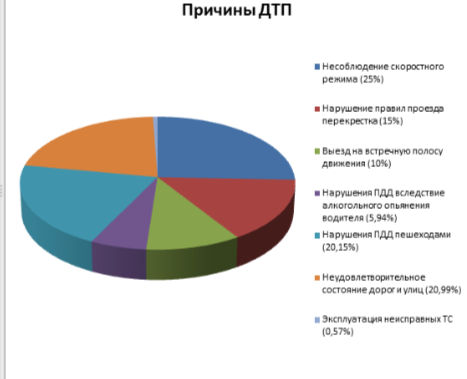 Причины ДТП
Несоблюдение скоростного
режима (25%)
Нарушение правил проезда
перекрестка (15%)
Выезд на встречную полосу
движения (10%)
Нарушения ПДД вследствие
алкогольного опьянения
водителя (5,94%)
Нарушения ПДД пешеходами
(20,15%)
Неудовлетворительное
состояние дорог и улиц (20,99%)
Эксплуатация неисправных ТС
(0,57%)